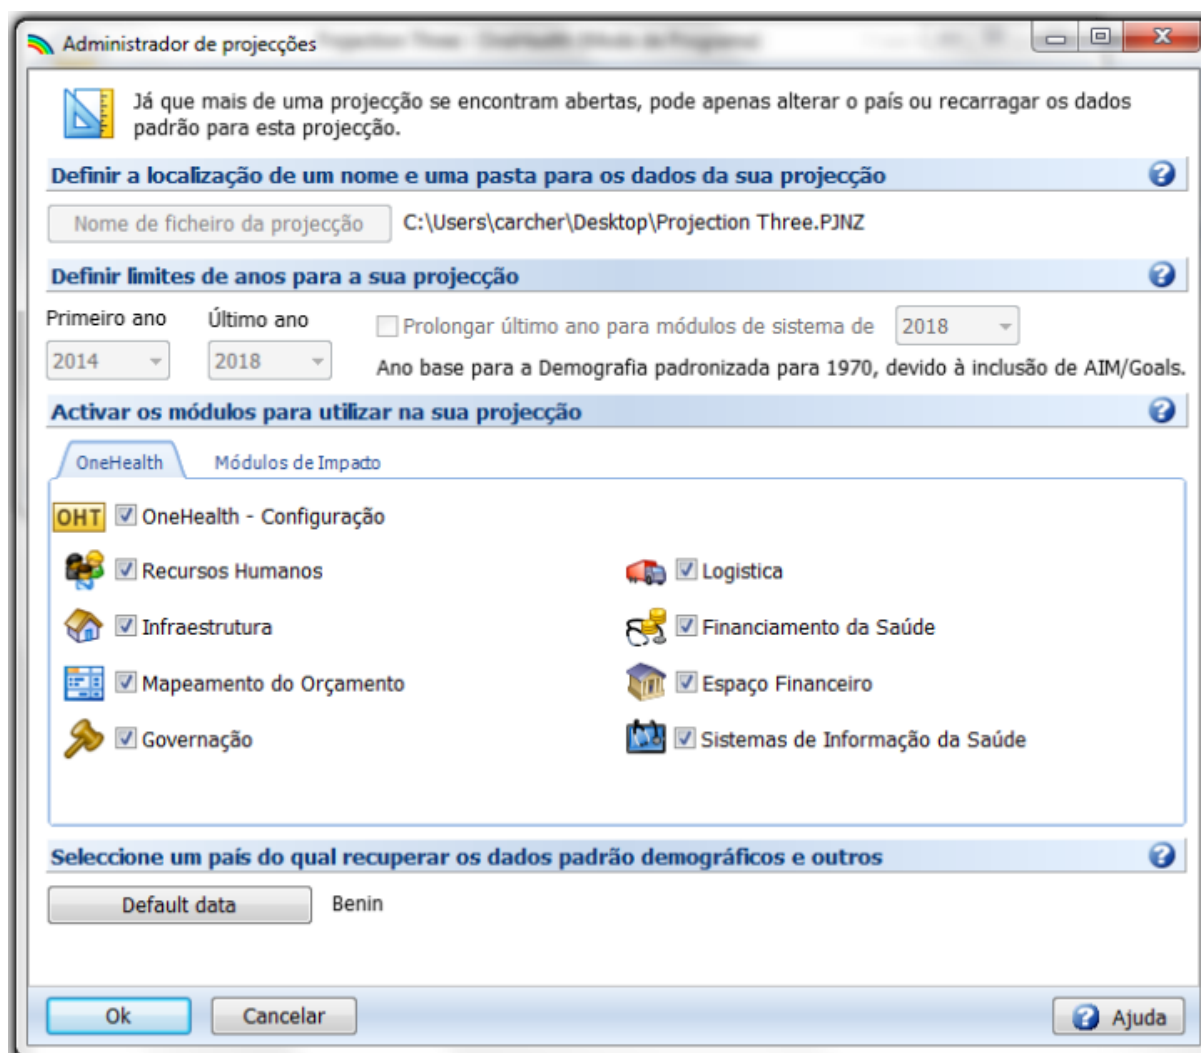 Administrador de projecções
Já que mais de uma projecção se encontram abertas, pode apenas alterar o país ou recarragar os dados
padrão para esta projecção.
Definir a localização de um nome e uma pasta para os dados da sua projecção
Nome de ficheiro da projecção C:\Users\carcher\Desktop\Projection Three.PJNZ
Definir limites de anos para a sua projecção
Primeiro ano Último ano
Prolongar último ano para módulos de sistema de 2018
2014 2018
Ano base para a Demografia padronizada para 1970, devido à inclusão de AIM/Goals.
Activar os módulos para utilizar na sua projecção
OneHealth Módulos de Impacto
OHT OneHealth - Configuração
Recursos Humanos Logistica
Infraestrutura Financiamento da Saúde
Mapeamento do Orçamento Espaço Financeiro
Governação Sistemas de Informação da Saúde
Seleccione um país do qual recuperar os dados padrão demográficos e outros
Default data Benin
Ok Cancelar Ajuda